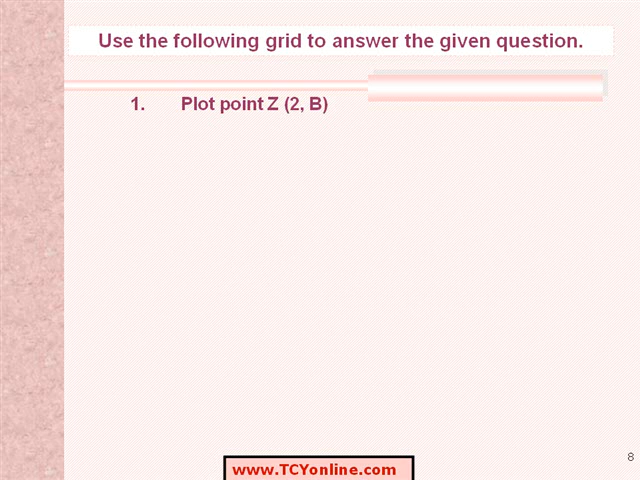 Use the following grid to answer the given question.
1. Plot point Z (2, B)
8
www.TCYonline.com